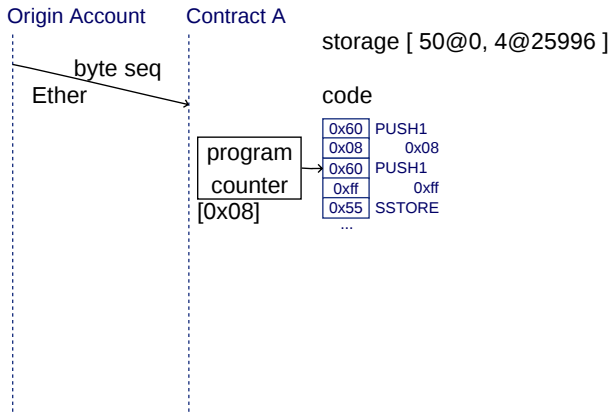 Origin Account
Contract A
storage [ 50@0, 4@25996 ]
byte seq
Ether
code
0x60 PUSH1
0x08 0x08
program
0x60 PUSH1
counter
0xff 0xff
[0x08]
0x55 SSTORE
...